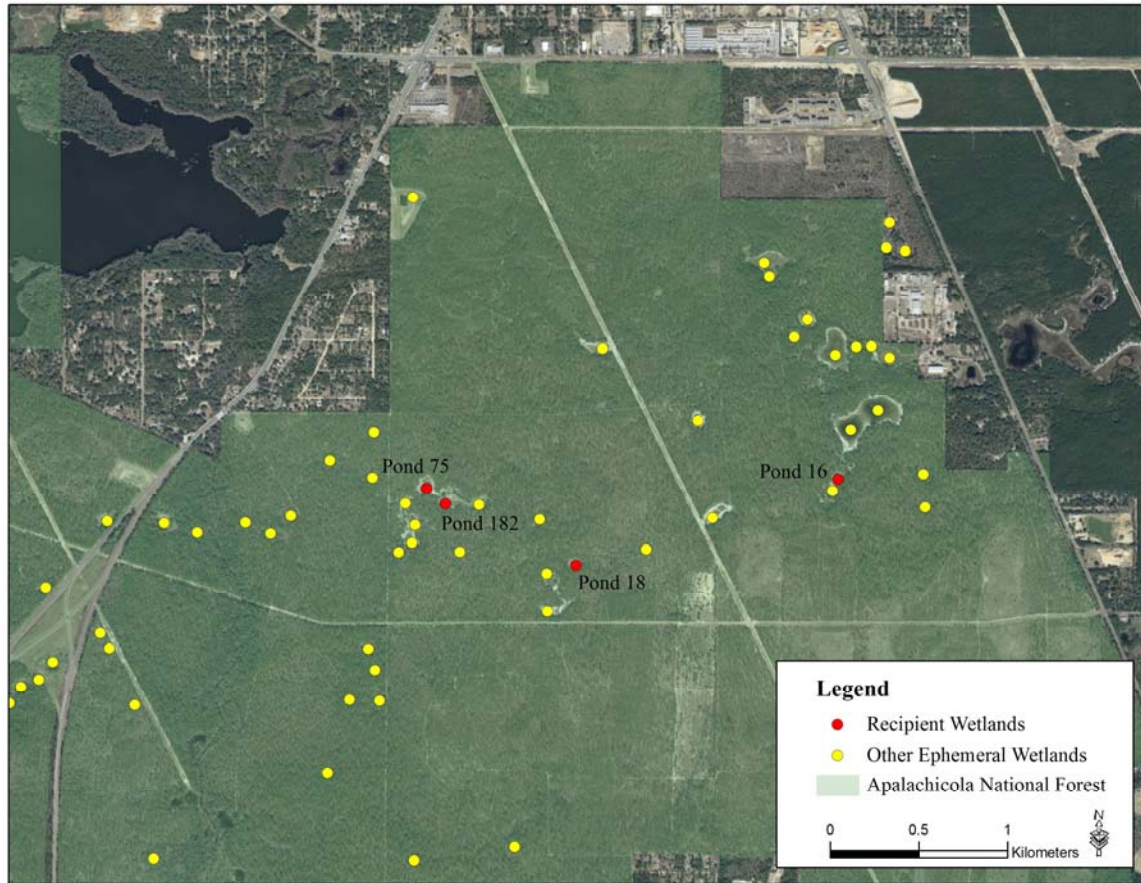 Pond 75
Pond 16
Pond 182
Pond 18
Legend
Recipient Wetlands
Other Ephemeral Wetlands
Apalachicola National Forest
N
0 0.5 1
Kilometers